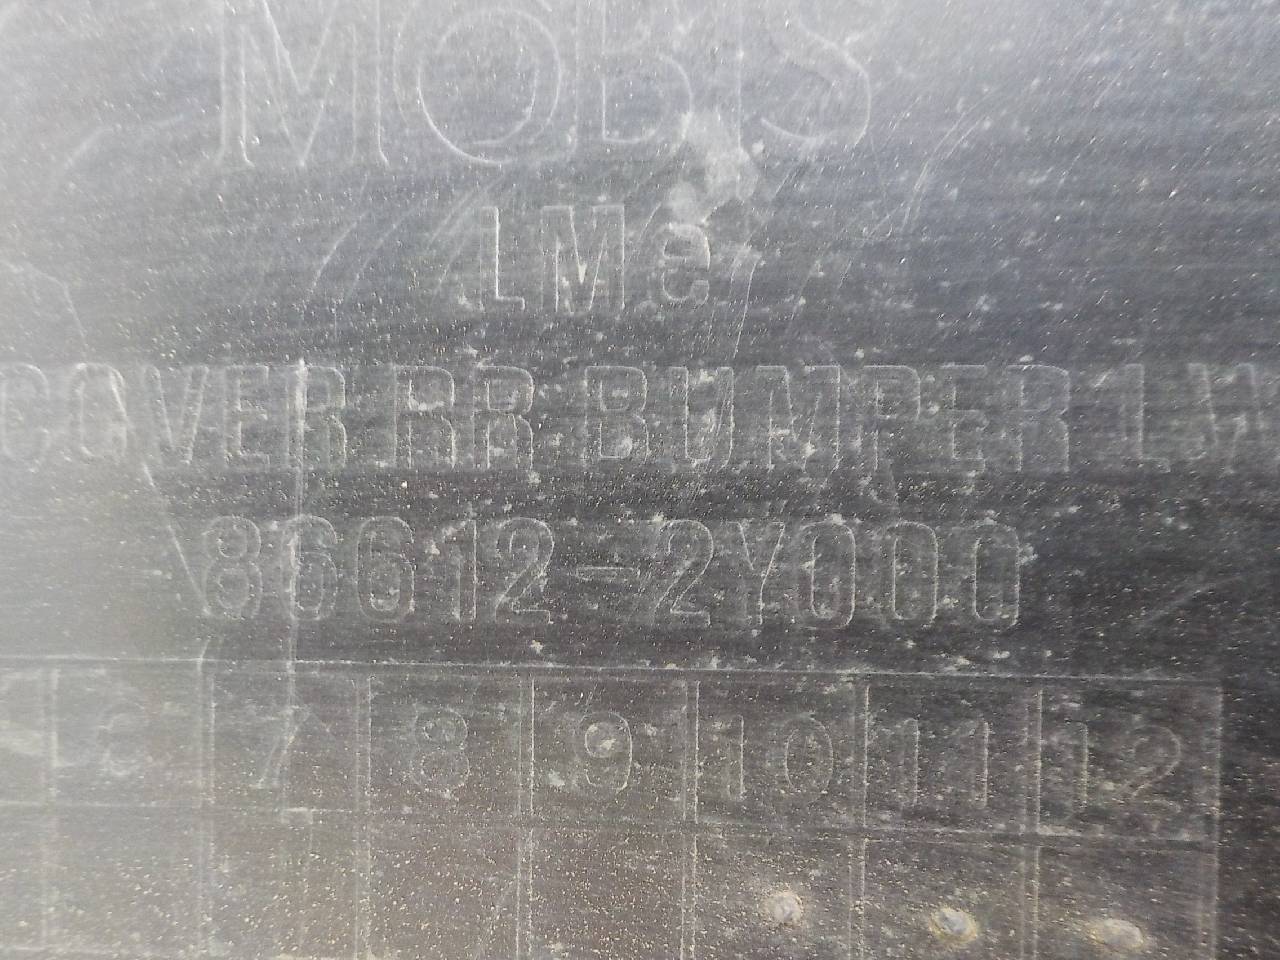 MOBIS
LMe
COVER RR BUMPER LW
86612-2Y000
7 8 9 10 11 12